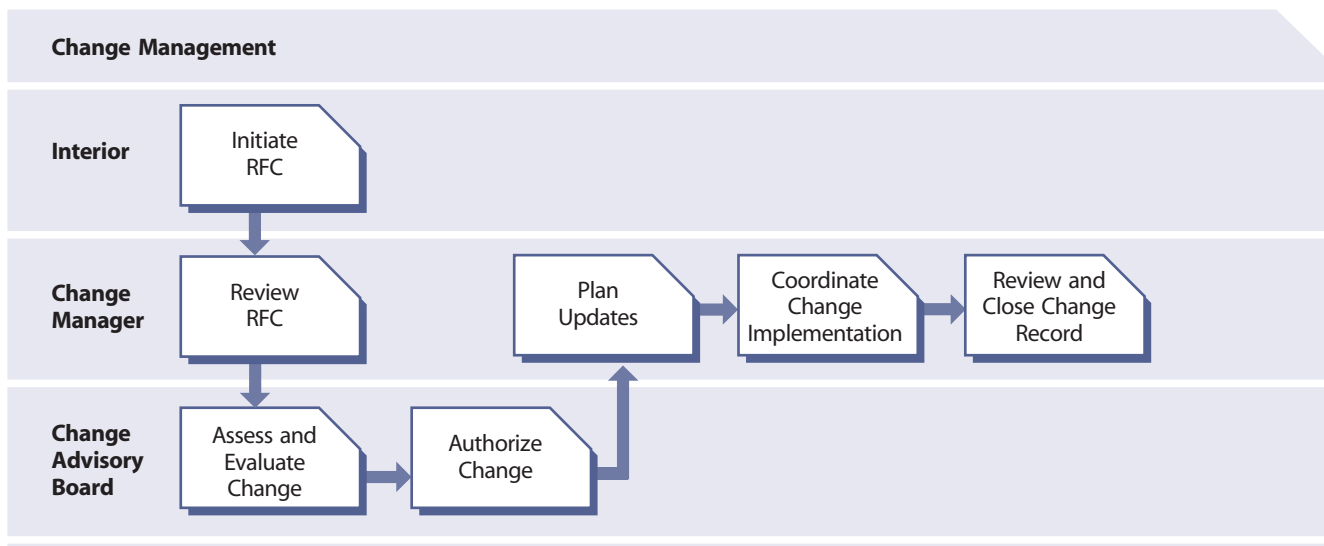 Change Management
Interior
Initiate
RFC
Change
Manager
Review
RFC
Plan
Updates
Coordinate
Change
Implementation
Review and
Close Change
Record
Change
Advisory
Board
Assess and
Evaluate
Change
Authorize
Change